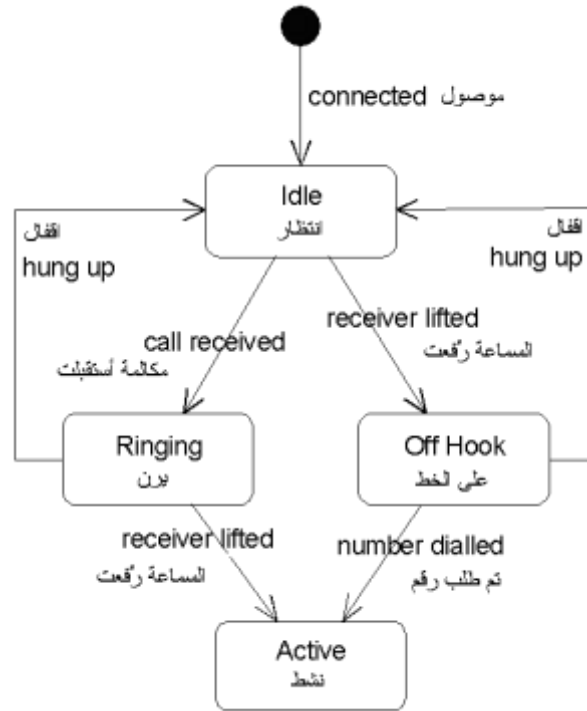 connected موصول
Idle
انتظار
اقفال
hung up
اقفال
hung up
call received
مكالمة أستقبلت
receiver lifted
السماعة رُفعت
Ringing
يرن
Off Hook
على الخط
receiver lifted
السماعة رُفعت
number dialled
تم طلب رقم
Active
نشط